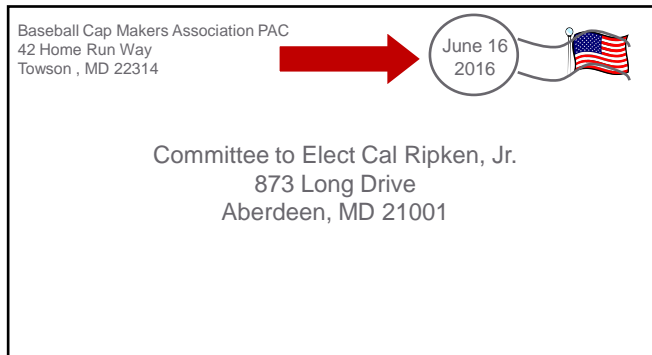 Baseball Cap Makers Association PAC
42 Home Run Way
Towson , MD 22314
June 16
2016
Committee to Elect Cal Ripken, Jr.
873 Long Drive
Aberdeen, MD 21001